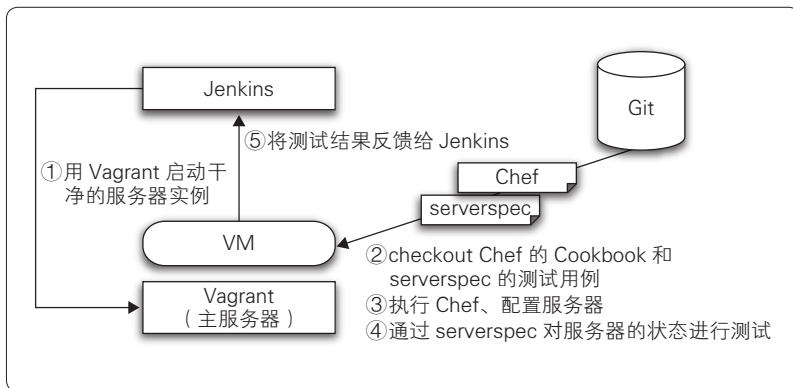 Jenkins
Git
⑤将测试结果反馈给 Jenkins
①用 Vagrant 启动干
净的服务器实例
Chef
serverspec
VM
②checkout Chef 的 Cookbook 和
serverspec 的测试用例
Vagrant
（主服务器）
③执行 Chef、配置服务器
④通过 serverspec 对服务器的状态进行测试